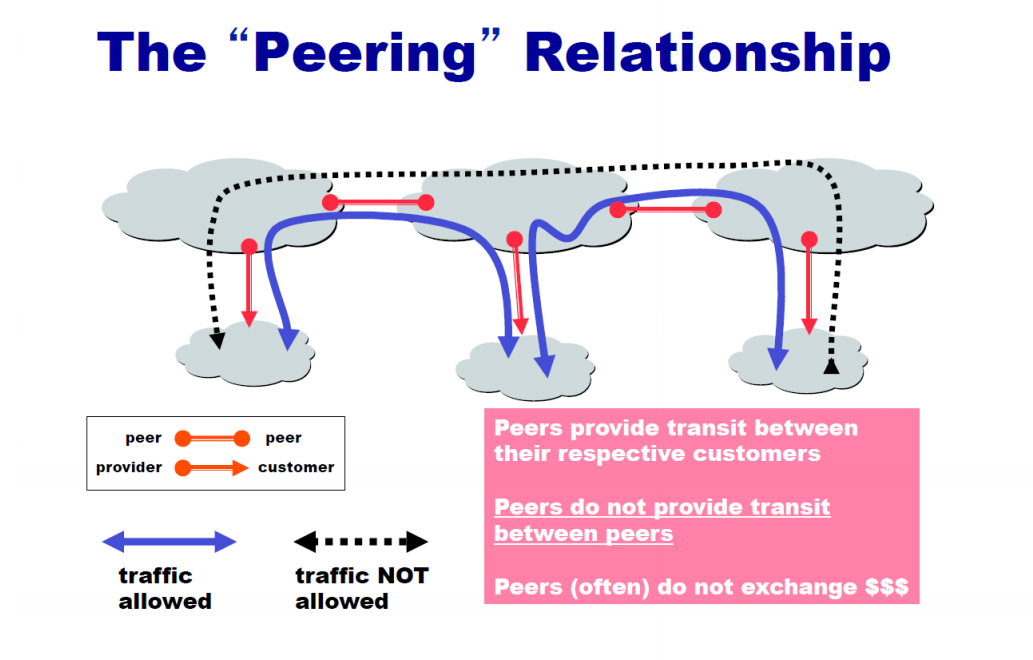 The “Peering” Relationship
peer peer
provider customer
traffic
allowed
traffic NOT
allowed
Peers provide transit between
their respective customers
Peers do not provide transit
between peers
Peers (often) do not exchange $$$